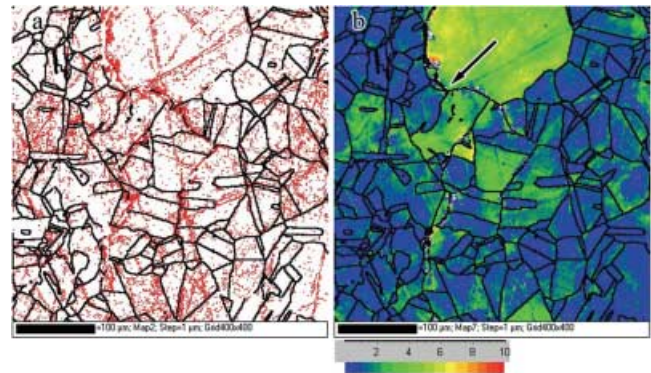 a
b
=100 µm; Map2; Step=1 µm; Grid400x400
=100 µm; Map7; Step=1 µm; Grid400x400
2 4 6 8 10